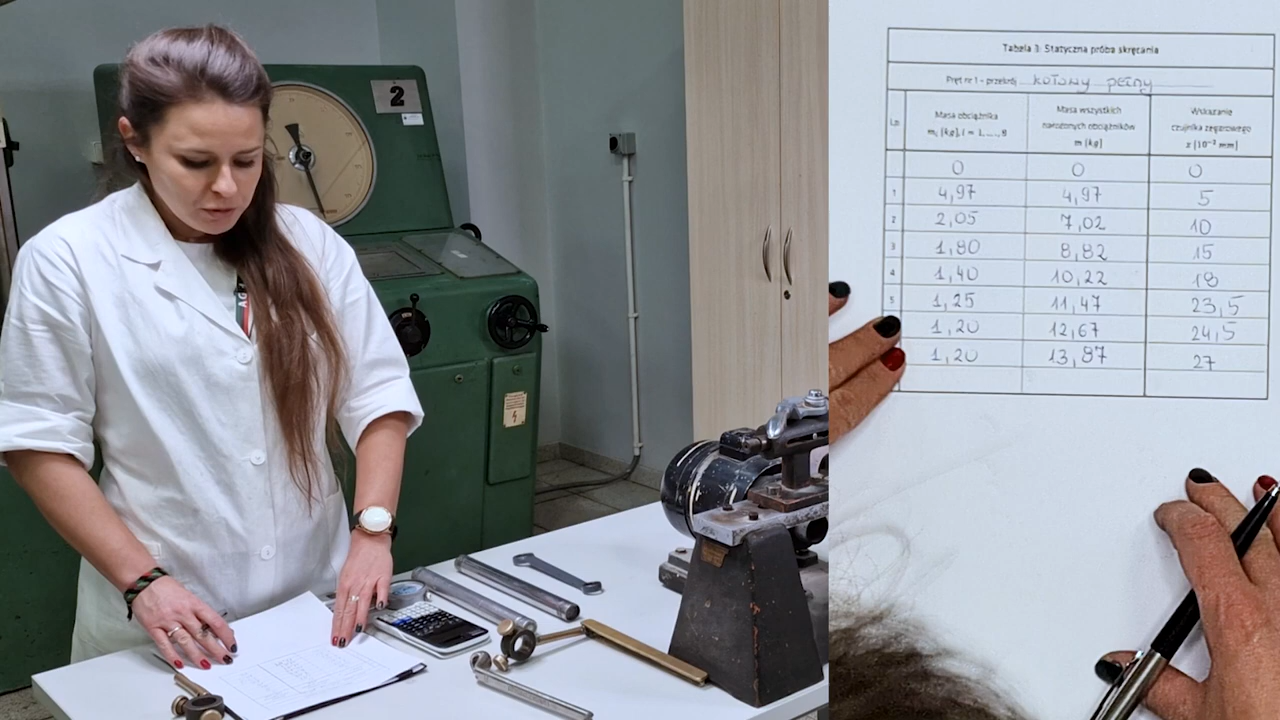 2
AG
Tabela 3: Statyczna próba skręcania
Pręt nr 1 – przekrój kołowy pełny
Lp. Masa obciążnika mᵢ [kg], i = 1, ..., 8 Masa wszystkich nałożonych obciążników m [kg] Wskazanie czujnika zegarowego z [10⁻² mm]
0 0 0
1 4,97 4,97 5
2 2,05 7,02 10
3 1,80 8,82 15
4 1,40 10,22 18
5 1,25 11,47 23,5
1,20 12,67 24,5
1,20 13,87 27